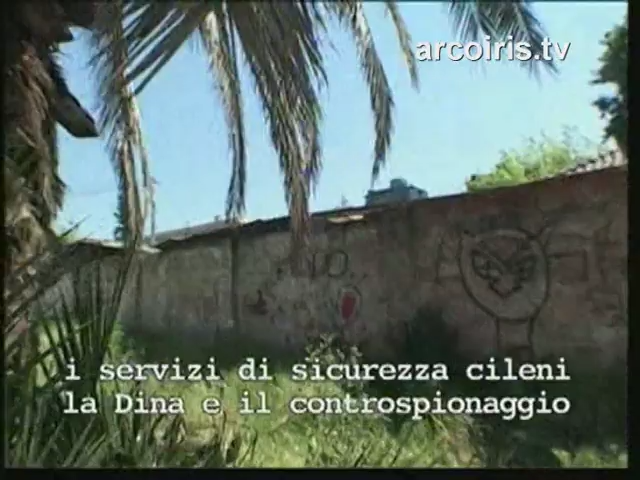 arcoiris.tv
i servizi di sicurezza cileni
la Dina e il controspionaggio